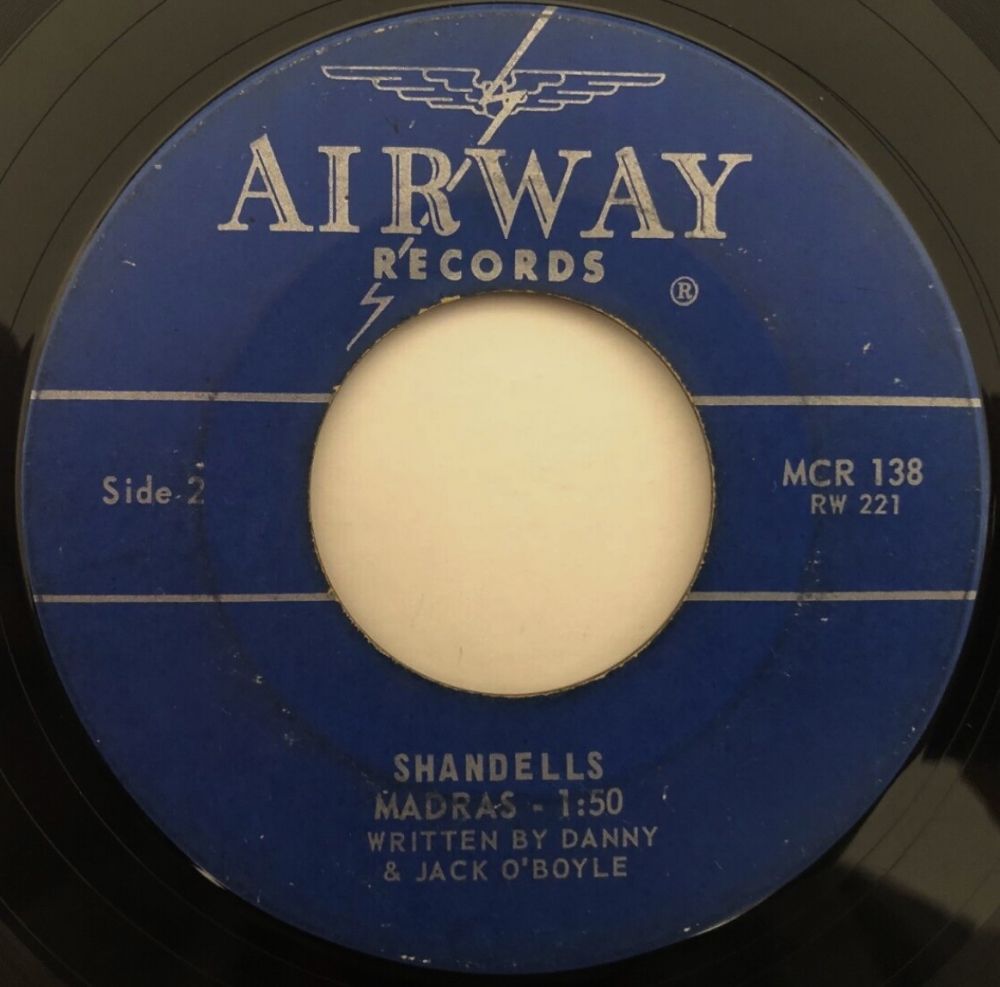 AIRWAY
RECORDS
®
Side 2
MCR 138
RW 221
SHANDELLS
MADRAS - 1:50
WRITTEN BY DANNY
& JACK O'BOYLE